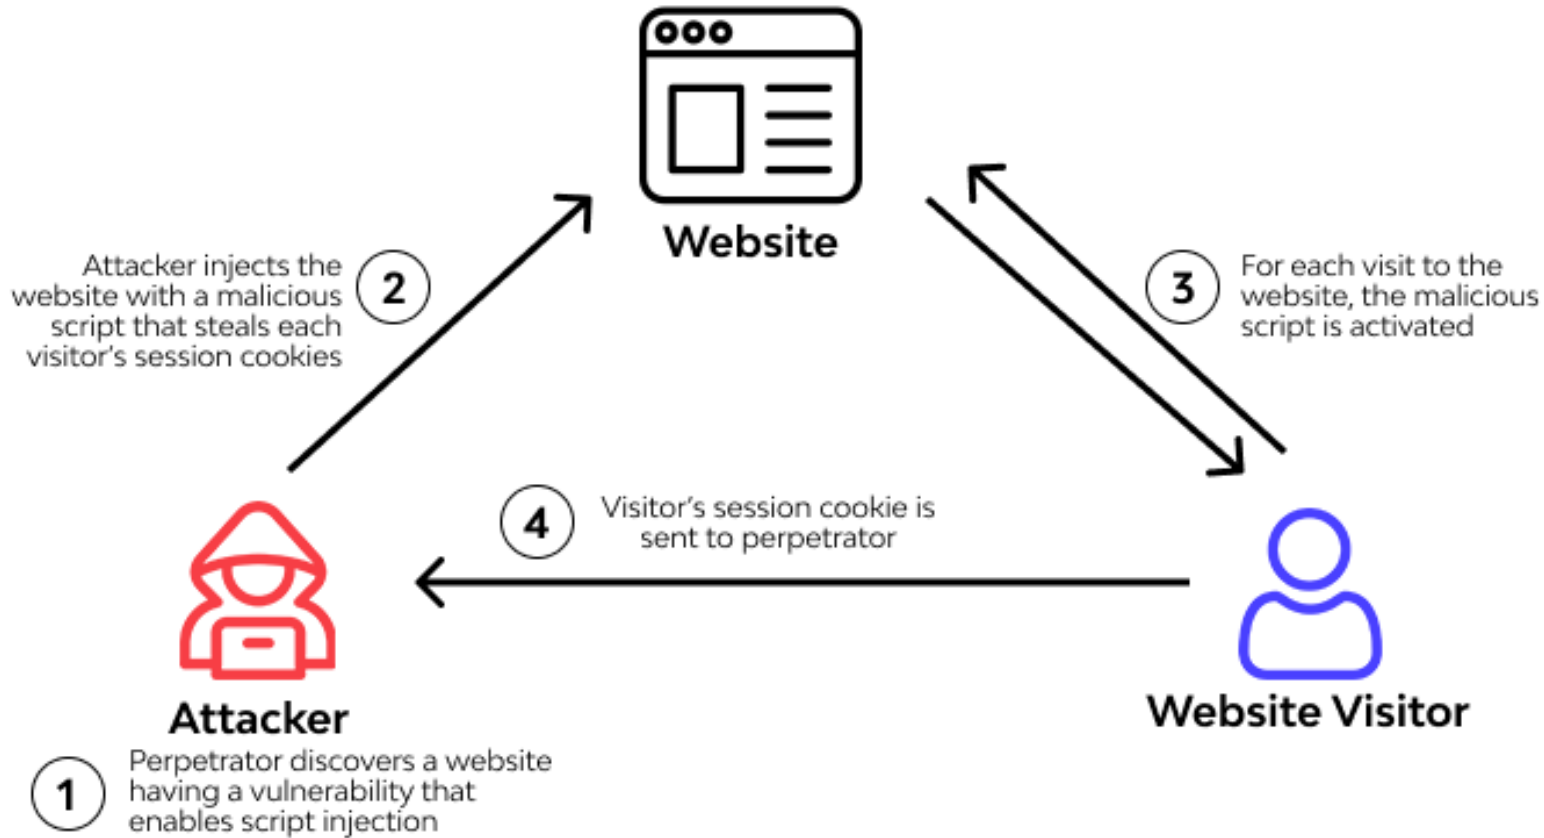 Website
Attacker injects the
website with a malicious
script that steals each
visitor's session cookies
2
3
For each visit to the
website, the malicious
script is activated
4
Visitor's session cookie is
sent to perpetrator
Attacker
Website Visitor
1
Perpetrator discovers a website
having a vulnerability that
enables script injection